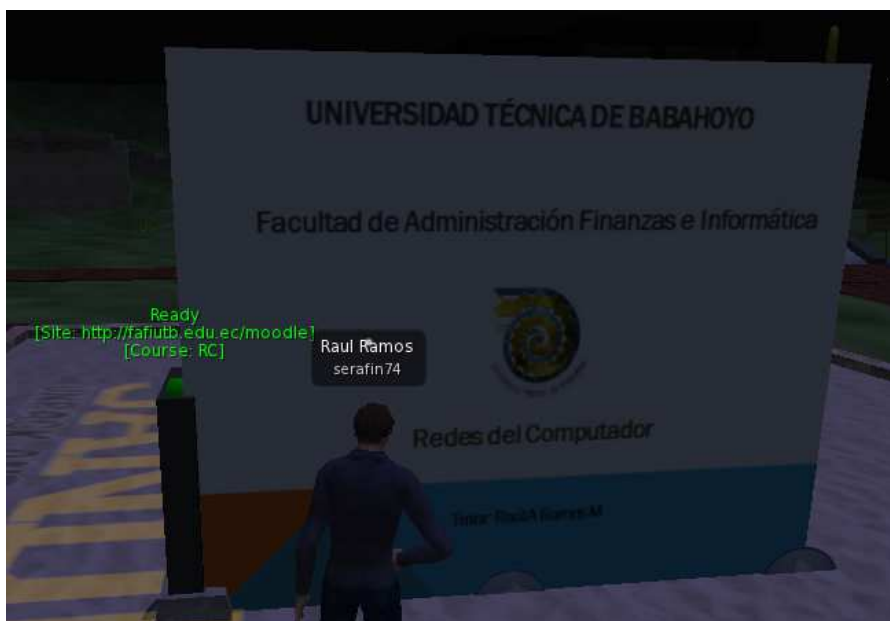 UNIVERSIDAD TÉCNICA DE BABAHOYO
Facultad de Administración Finanzas e Informática
Ready
[Site: http://fafiutb.edu.ec/moodle]
[Course: RC]
Raul Ramos
serafin74
Redes del Computador